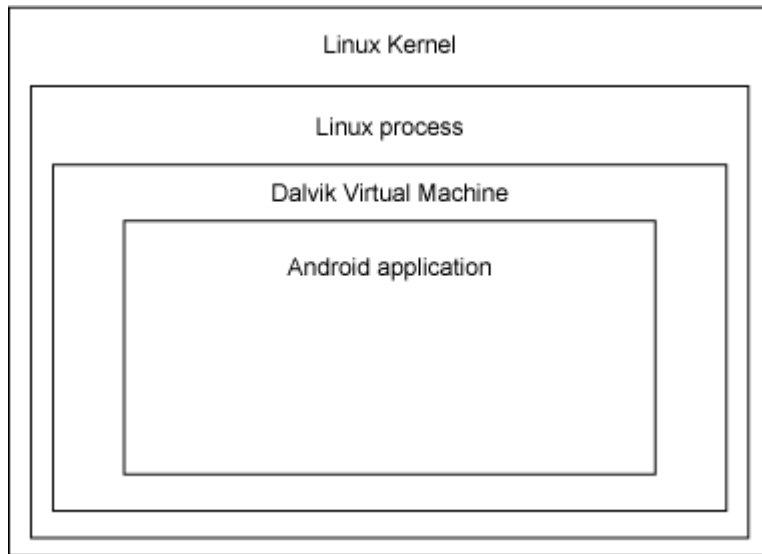 Linux Kernel
Linux process
Dalvik Virtual Machine
Android application